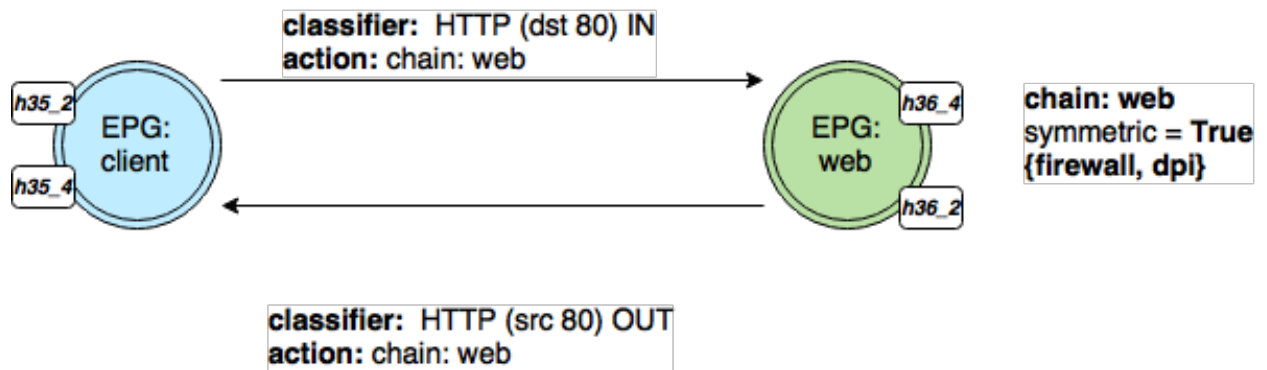 classifier: HTTP (dst 80) IN
action: chain: web
h35_2
EPG:
client
h35_4
h36_4
EPG:
web
h36_2
chain: web
symmetric = True
{firewall, dpi}
classifier: HTTP (src 80) OUT
action: chain: web